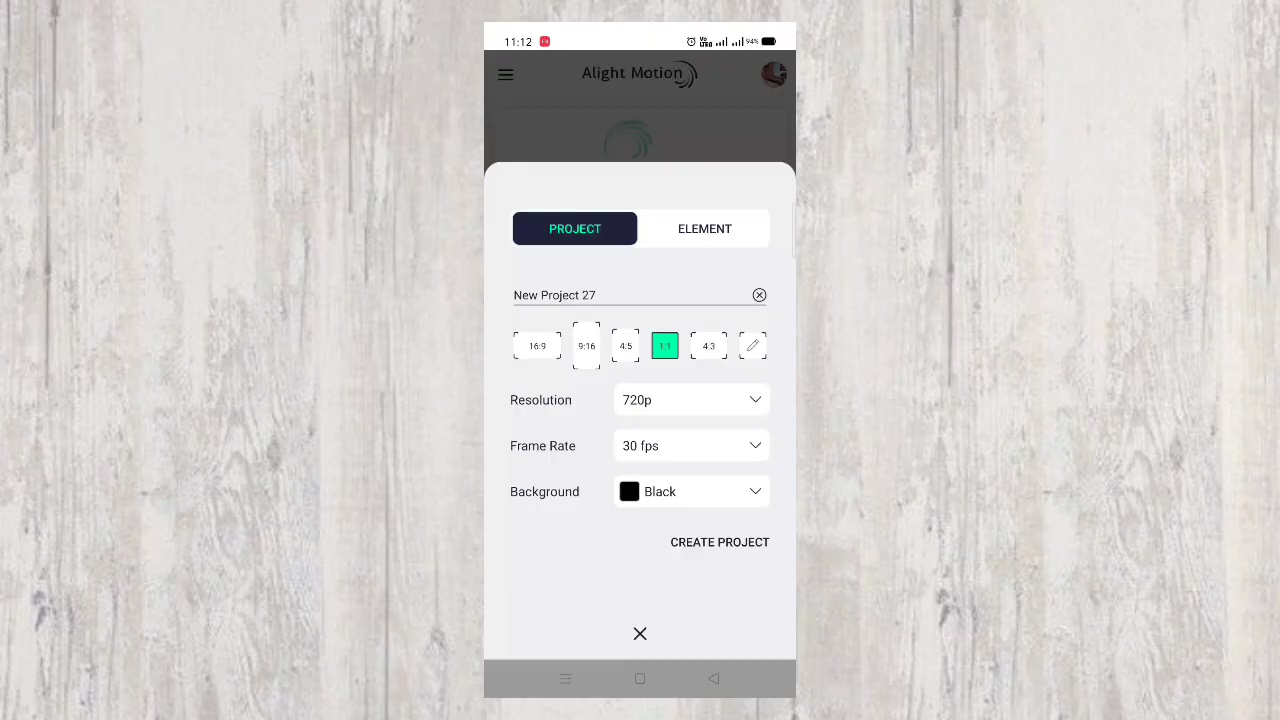 11:12 94%
Alight Motion
PROJECT ELEMENT
New Project 27
16:9 9:16 4:5 1:1 4:3
Resolution 720p
Frame Rate 30 fps
Background Black
CREATE PROJECT